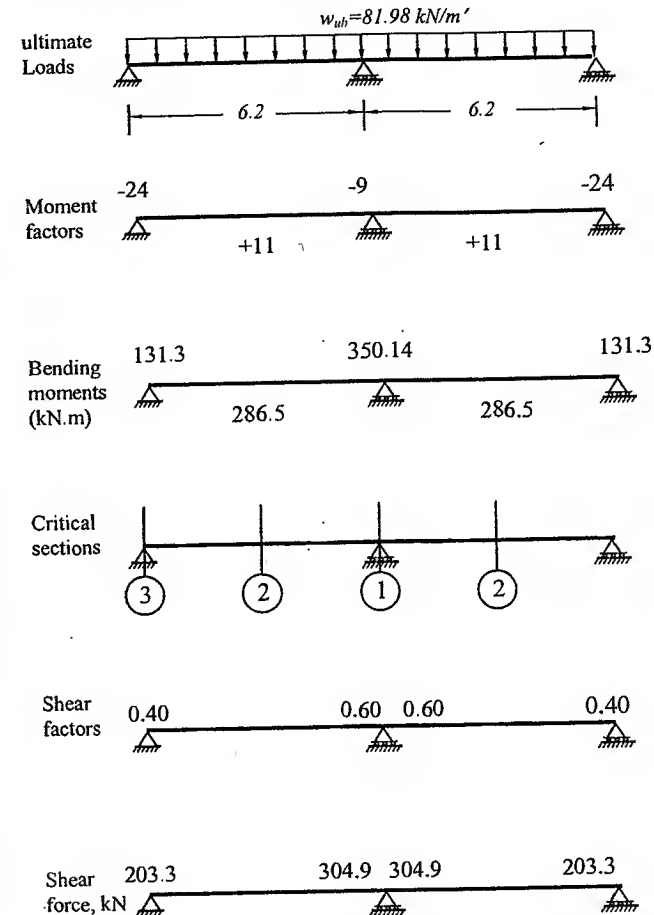 w_ub=81.98 kN/m′
ultimate
Loads
6.2 6.2
-24 -9 -24
Moment
factors
+11 +11
131.3 350.14 131.3
Bending
moments
(kN.m)
286.5 286.5
Critical
sections
3 2 1 2
Shear
factors
0.40 0.60 0.60 0.40
Shear
force, kN
203.3 304.9 304.9 203.3